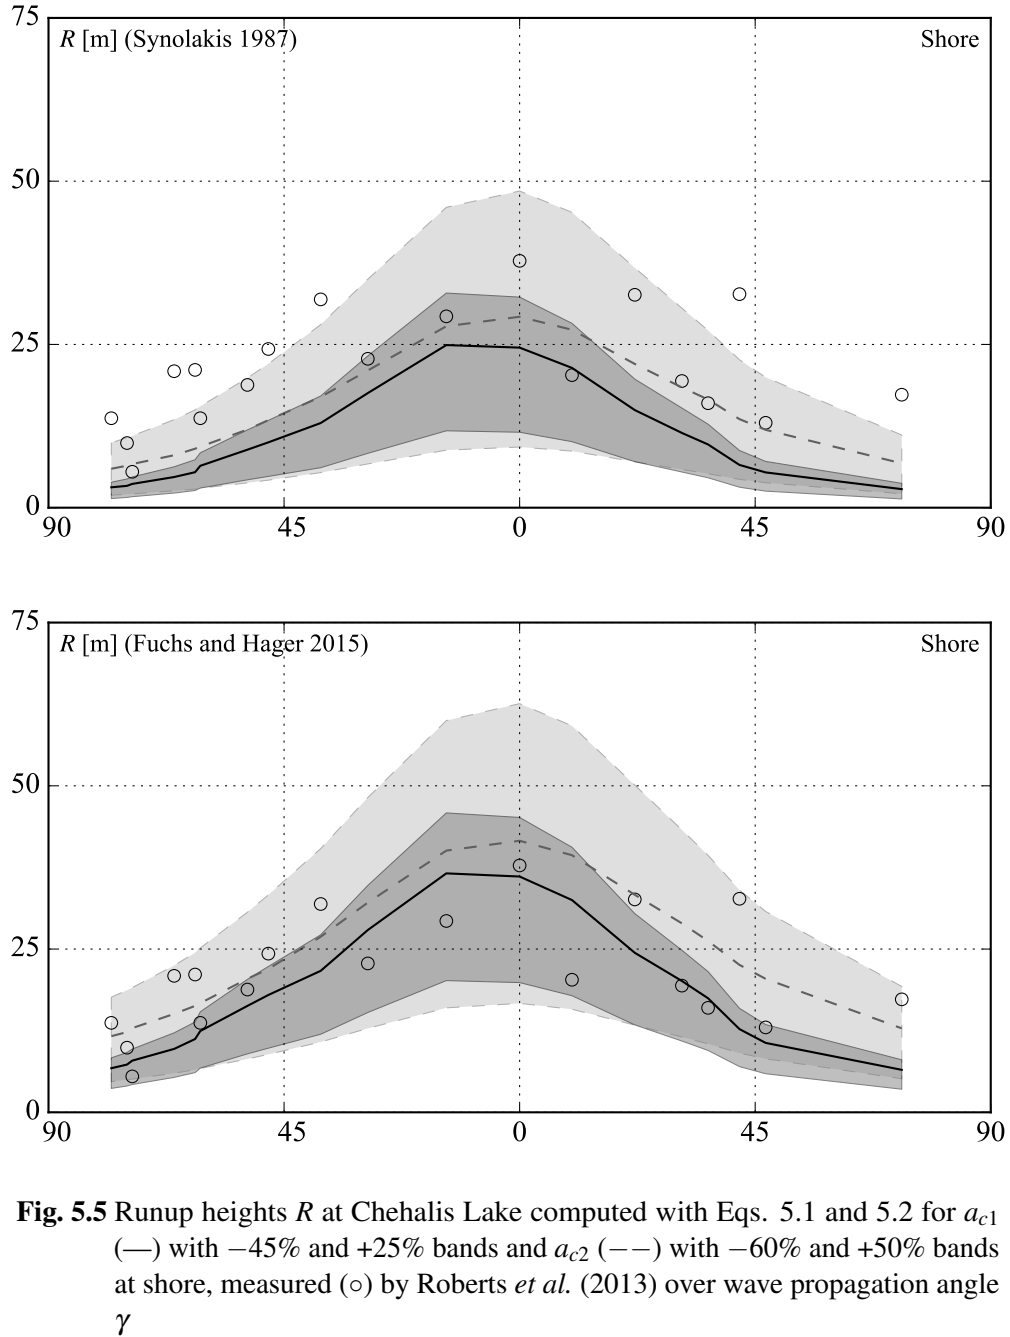 75
R [m] (Synolakis 1987)
Shore
50
25
0
90
45
0
45
90
75
R [m] (Fuchs and Hager 2015)
Shore
50
25
0
90
45
0
45
90
Fig. 5.5 Runup heights R at Chehalis Lake computed with Eqs. 5.1 and 5.2 for ac1
(—) with −45% and +25% bands and ac2 (−−) with −60% and +50% bands
at shore, measured (○) by Roberts et al. (2013) over wave propagation angle
γ